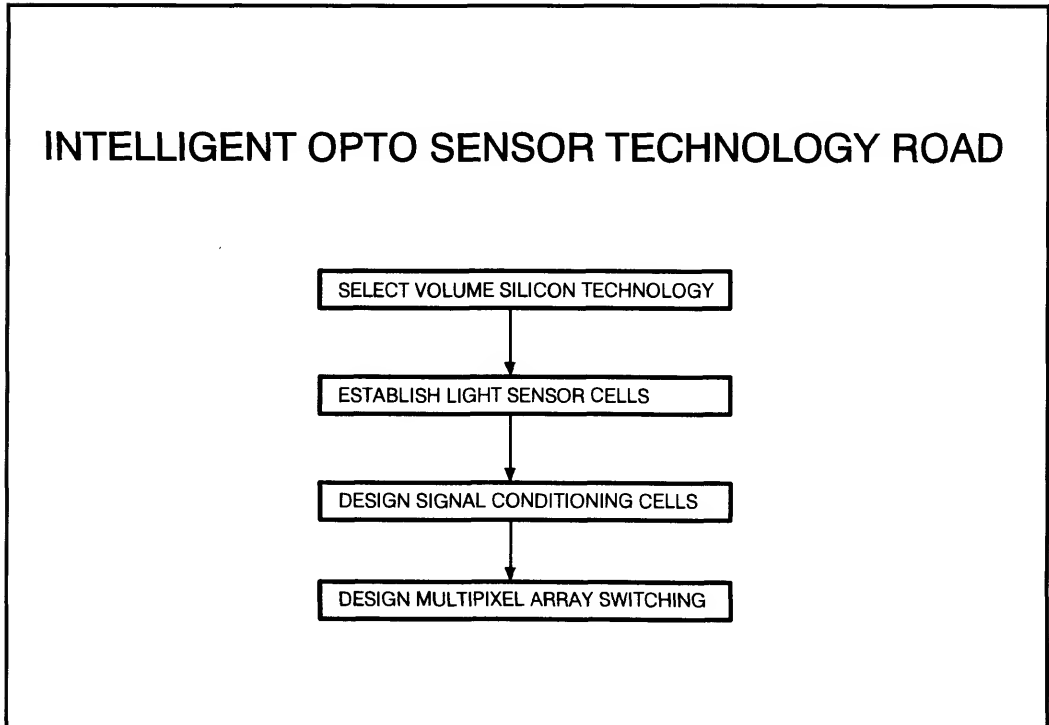 INTELLIGENT OPTO SENSOR TECHNOLOGY ROAD
SELECT VOLUME SILICON TECHNOLOGY
ESTABLISH LIGHT SENSOR CELLS
DESIGN SIGNAL CONDITIONING CELLS
DESIGN MULTIPIXEL ARRAY SWITCHING